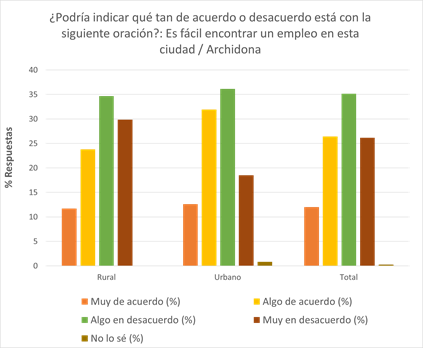 ¿Podría indicar qué tan de acuerdo o desacuerdo está con la
siguiente oración?: Es fácil encontrar un empleo en esta
ciudad / Archidona
% Respuestas
40
35
30
25
20
15
10
5
0
Rural
Urbano
Total
Muy de acuerdo (%)
Algo de acuerdo (%)
Algo en desacuerdo (%)
Muy en desacuerdo (%)
No lo sé (%)